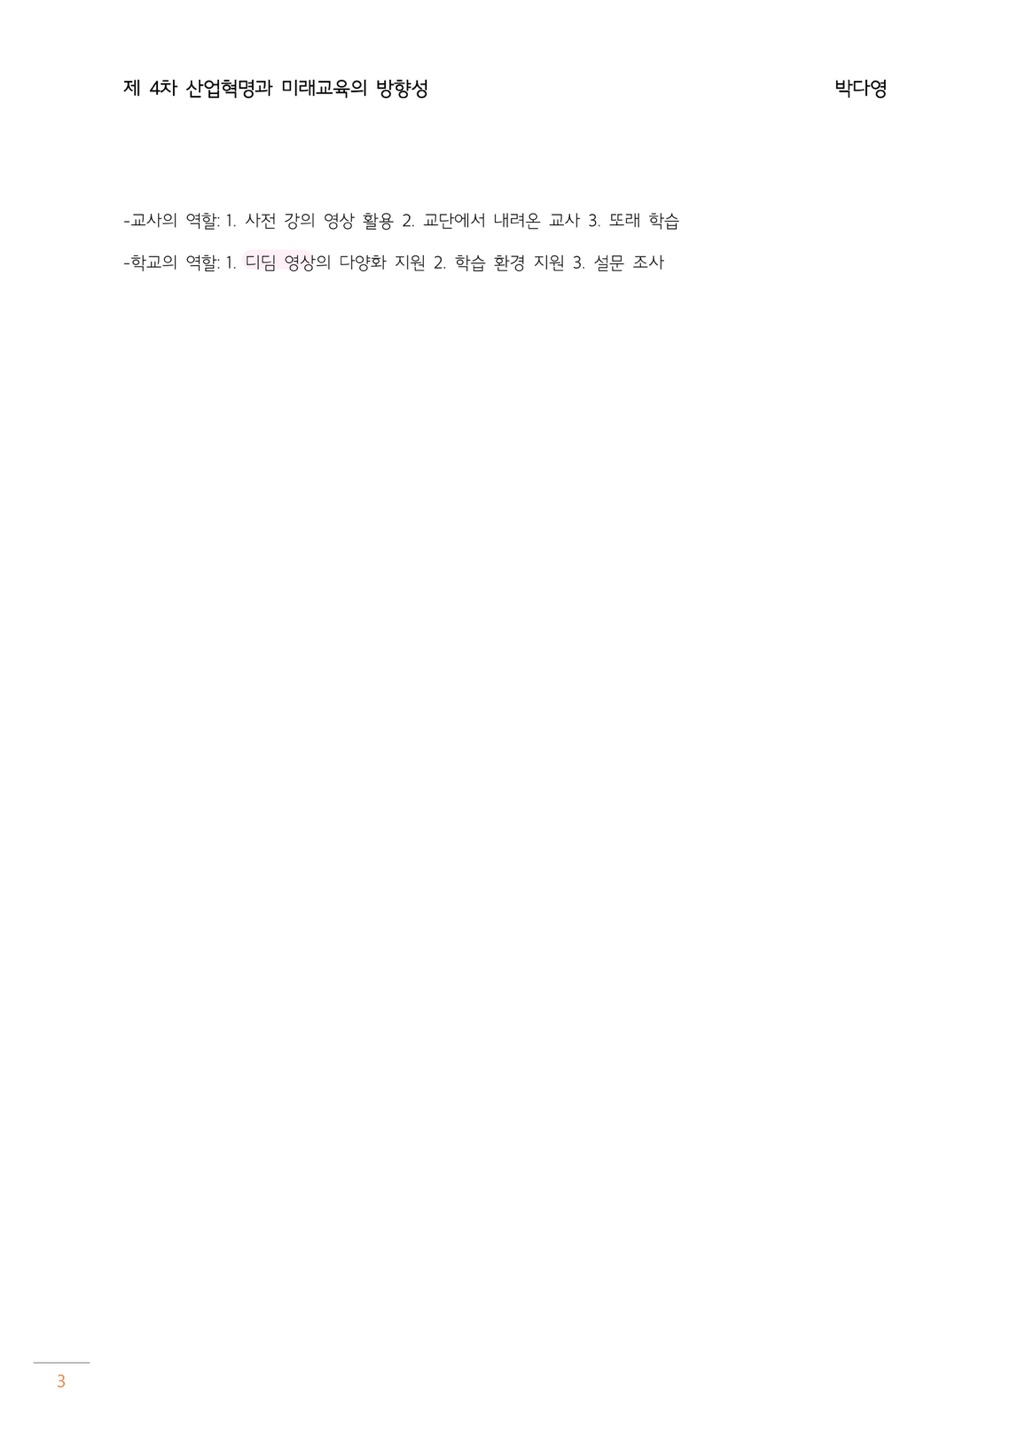 제 4차 산업혁명과 미래교육의 방향성 박다영
-교사의 역할: 1. 사전 강의 영상 활용 2. 교단에서 내려온 교사 3. 또래 학습
-학교의 역할: 1. 디딤 영상의 다양화 지원 2. 학습 환경 지원 3. 설문 조사
3